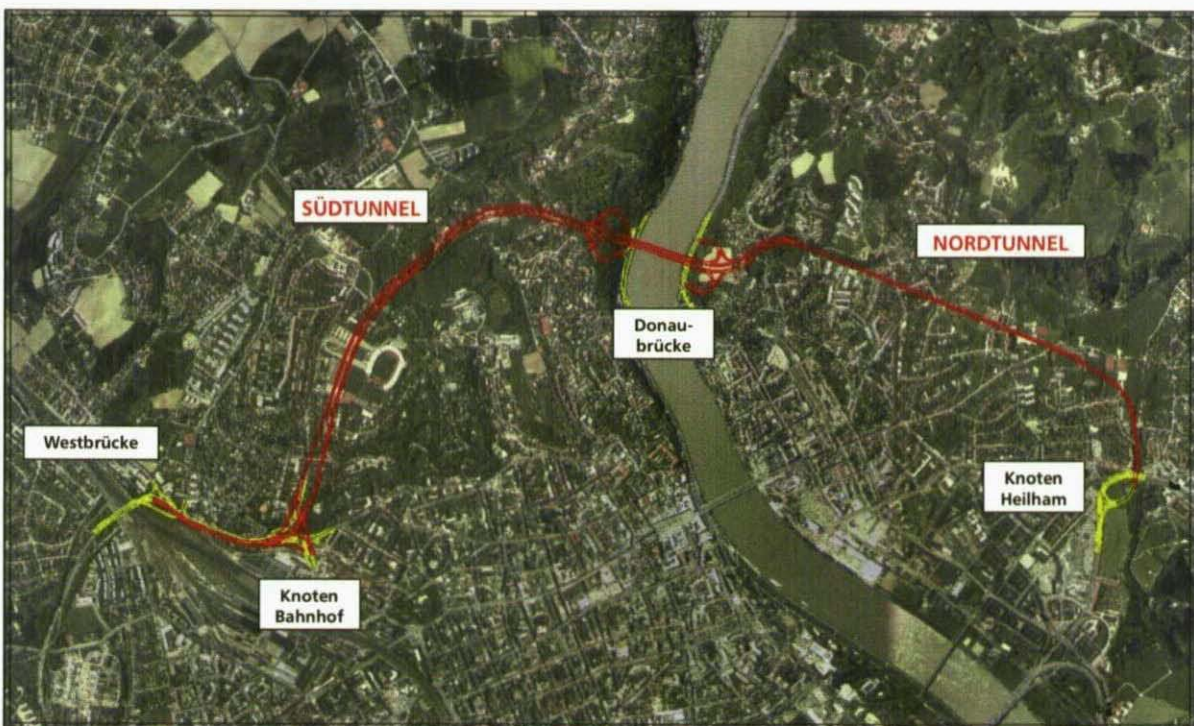 SÜDTUNNEL
NORDTUNNEL
Donau-
brücke
Westbrücke
Knoten
Heilham
Knoten
Bahnhof